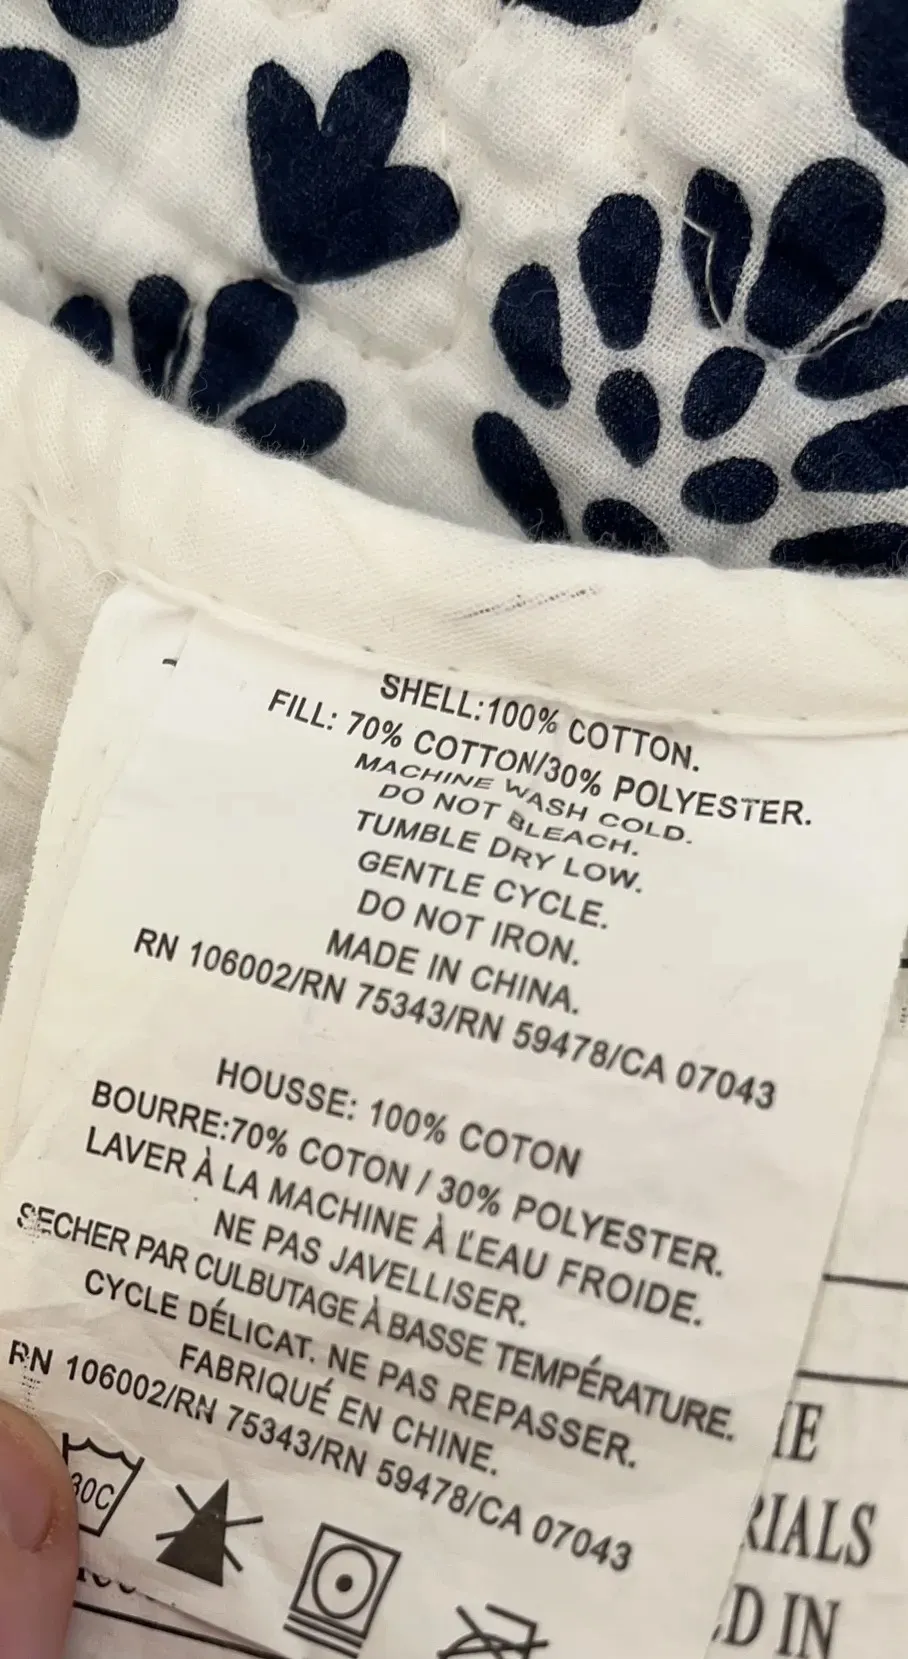 SHELL:100% COTTON.
FILL: 70% COTTON/30% POLYESTER.
MACHINE WASH COLD.
DO NOT BLEACH.
TUMBLE DRY LOW.
GENTLE CYCLE.
DO NOT IRON.
MADE IN CHINA.
RN 106002/RN 75343/RN 59478/CA 07043
HOUSSE: 100% COTON
BOURRE:70% COTON / 30% POLYESTER.
LAVER À LA MACHINE À L'EAU FROIDE.
NE PAS JAVELLISER.
SECHER PAR CULBUTAGE À BASSE TEMPÉRATURE.
CYCLE DÉLICAT. NE PAS REPASSER.
FABRIQUÉ EN CHINE.
RN 106002/RN 75343/RN 59478/CA 07043
30C
IN